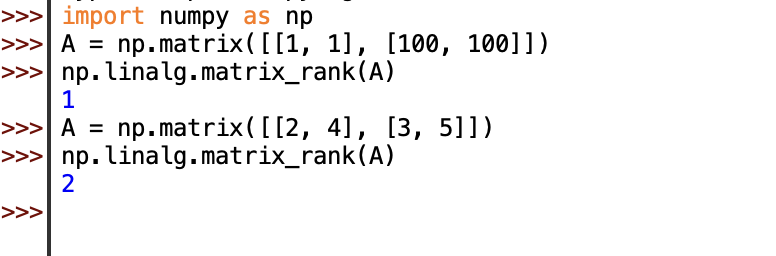 >>> import numpy as np
>>> A = np.matrix([[1, 1], [100, 100]])
>>> np.linalg.matrix_rank(A)
1
>>> A = np.matrix([[2, 4], [3, 5]])
>>> np.linalg.matrix_rank(A)
2
>>>